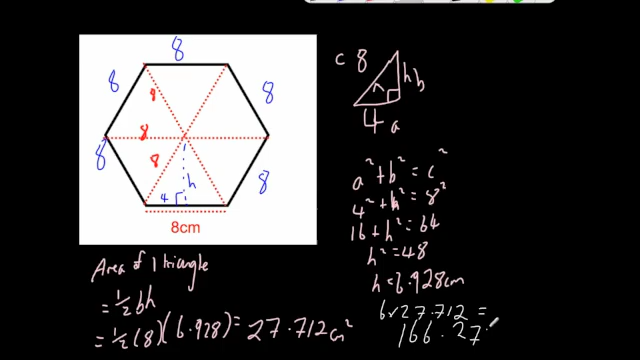 8
8
8
8
8
8
8
8
8
4
h
8cm
c 8
h b
4 a
a² + b² = c²
4² + h² = 8²
16 + h² = 64
h² = 48
h = 6.928cm
Area of 1 triangle
= 1/2 bh
= 1/2 (8) (6.928) = 27.712cm²
6 x 27.712 =
166.27